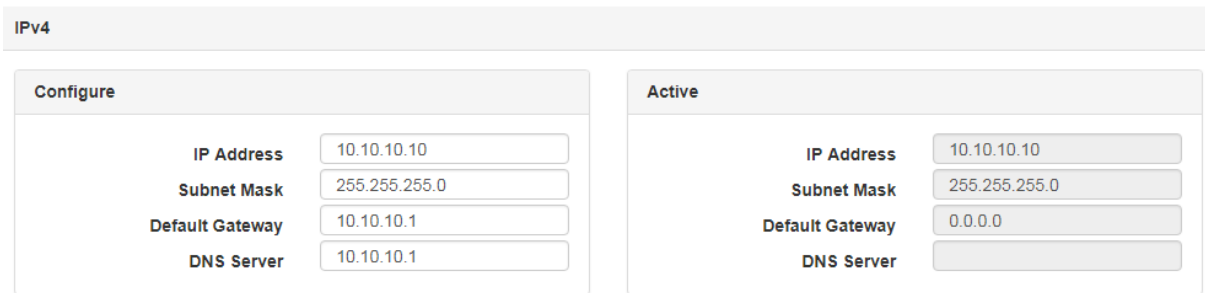 IPv4
Configure
IP Address 10.10.10.10
Subnet Mask 255.255.255.0
Default Gateway 10.10.10.1
DNS Server 10.10.10.1
Active
IP Address 10.10.10.10
Subnet Mask 255.255.255.0
Default Gateway 0.0.0.0
DNS Server